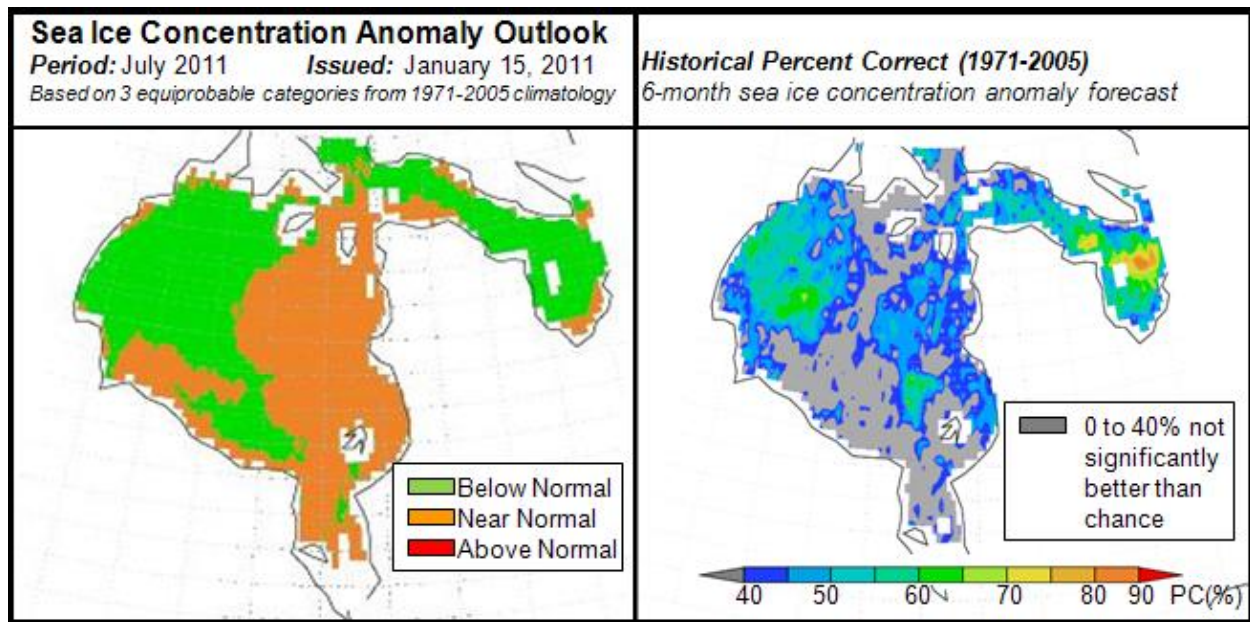 Sea Ice Concentration Anomaly Outlook
Period: July 2011 Issued: January 15, 2011
Based on 3 equiprobable categories from 1971-2005 climatology
Historical Percent Correct (1971-2005)
6-month sea ice concentration anomaly forecast
Below Normal
Near Normal
Above Normal
0 to 40% not
significantly
better than
chance
40 50 60 70 80 90 PC(%)